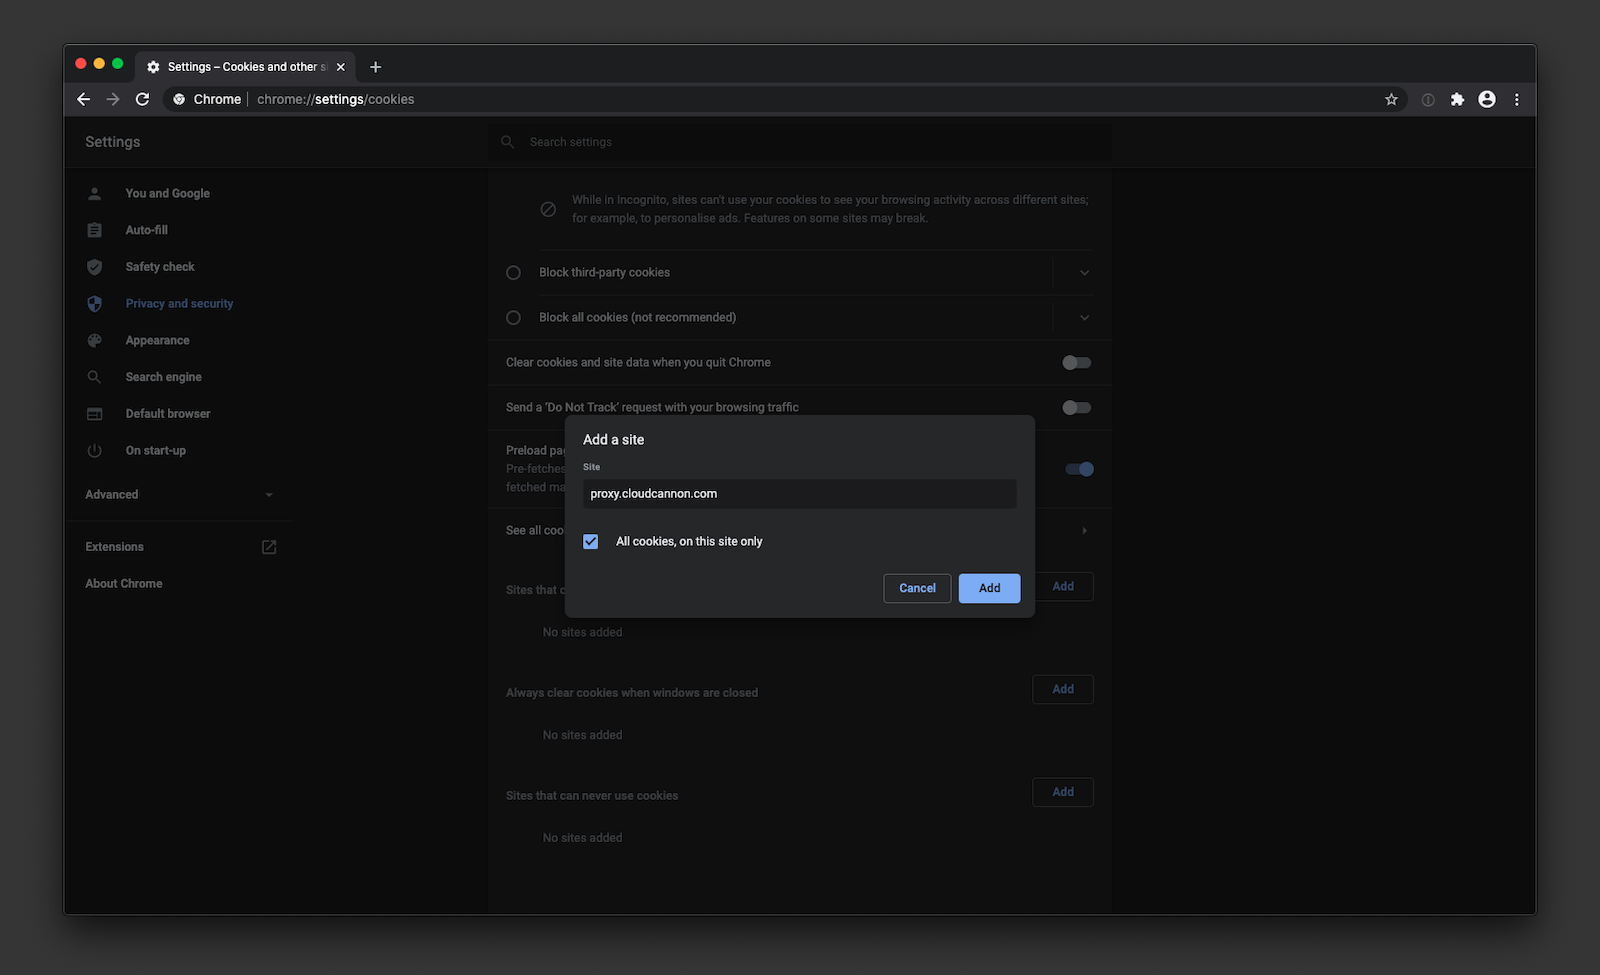 Settings – Cookies and other s
Chrome
chrome://settings/cookies
Settings
Search settings
You and Google
Auto-fill
Safety check
Privacy and security
Appearance
Search engine
Default browser
On start-up
Advanced
Extensions
About Chrome
While in Incognito, sites can't use your cookies to see your browsing activity across different sites;
for example, to personalise ads. Features on some sites may break.
Block third-party cookies
Block all cookies (not recommended)
Clear cookies and site data when you quit Chrome
Send a 'Do Not Track' request with your browsing traffic
Preload pa
Pre-fetches
fetched ma
See all coo
Sites that c
Add
No sites added
Always clear cookies when windows are closed
Add
No sites added
Sites that can never use cookies
Add
No sites added
Add a site
Site
proxy.cloudcannon.com
All cookies, on this site only
Cancel
Add